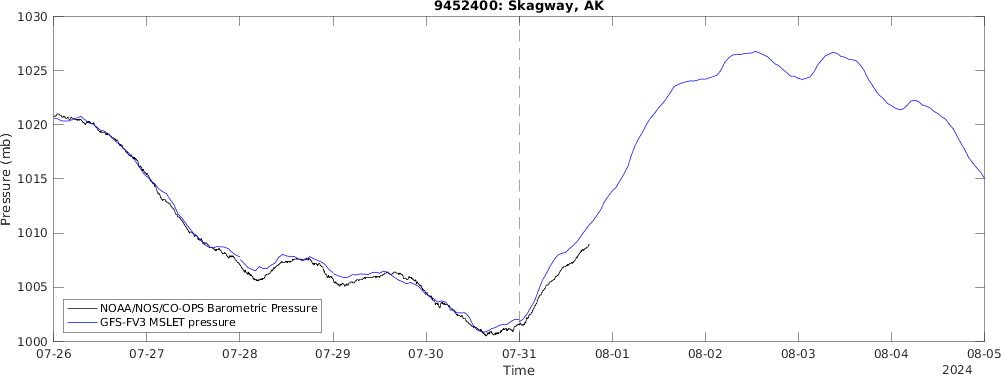 9452400: Skagway, AK
Pressure (mb)
1030
1025
1020
1015
1010
1005
1000
NOAA/NOS/CO-OPS Barometric Pressure
GFS-FV3 MSLET pressure
07-26 07-27 07-28 07-29 07-30 07-31 08-01 08-02 08-03 08-04 08-05
Time
2024